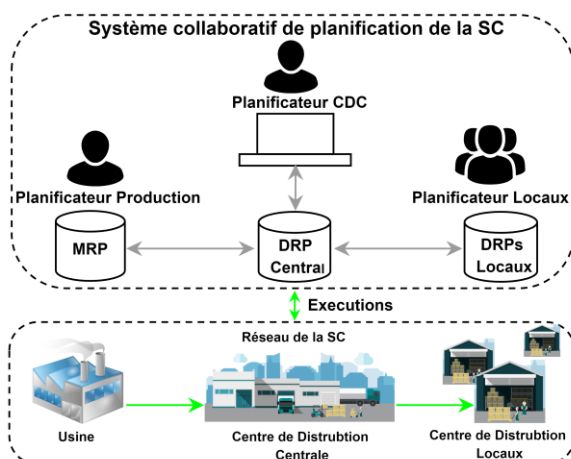 Système collaboratif de planification de la SC
Planificateur CDC
Planificateur Production
Planificateur Locaux
MRP
DRP
Central
DRPs
Locaux
Executions
Réseau de la SC
Usine
Centre de Distrubtion
Centrale
Centre de Distrubtion
Locaux